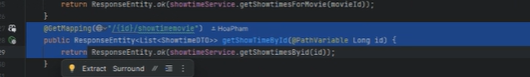 return ResponseEntity.ok(showtimeService.getShowtimesForMovie(movieId));
}
@GetMapping("/{id}/showtimemovie") HoaPham
public ResponseEntity<List<ShowtimeDTO>> getShowTimeById(@PathVariable Long id) {
29 return ResponseEntity.ok(showtimeService.getShowtimesById(id));
}
Extract Surround